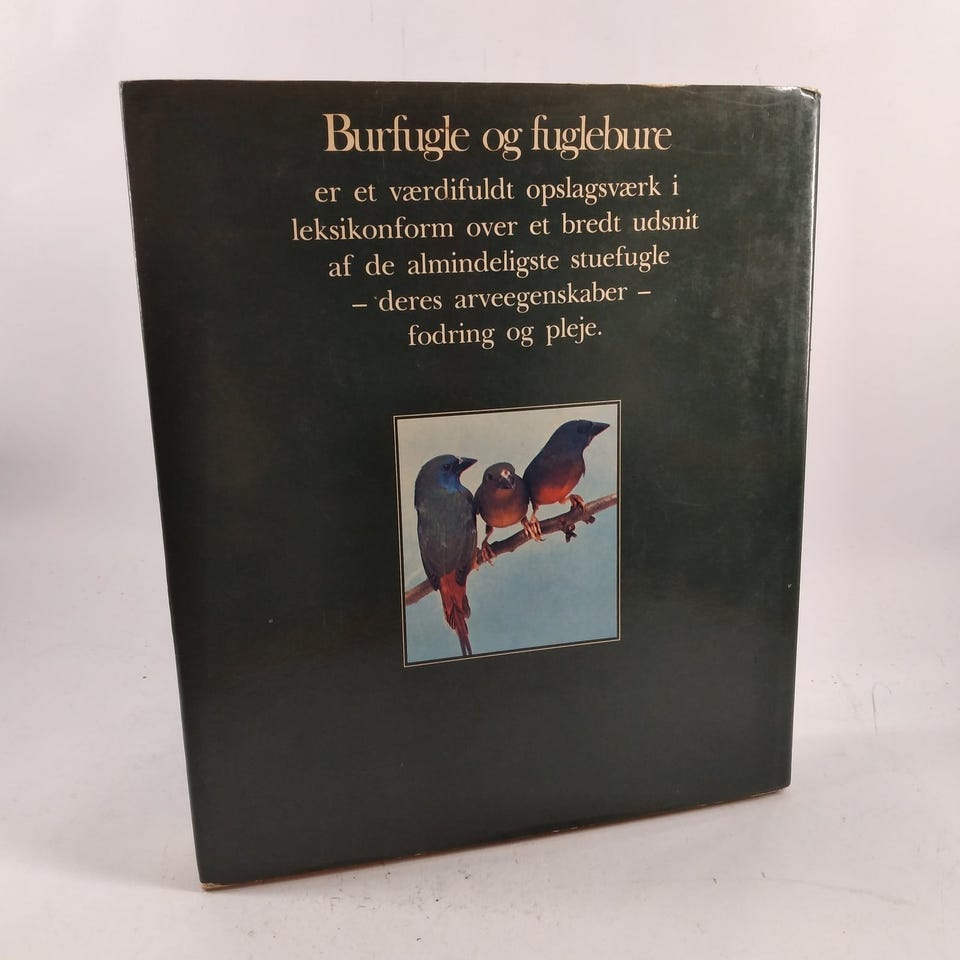 Burfugle og fuglebure
er et værdifuldt opslagsværk i
leksikonform over et bredt udsnit
af de almindeligste stuefugle
– deres arveegenskaber –
fodring og pleje.